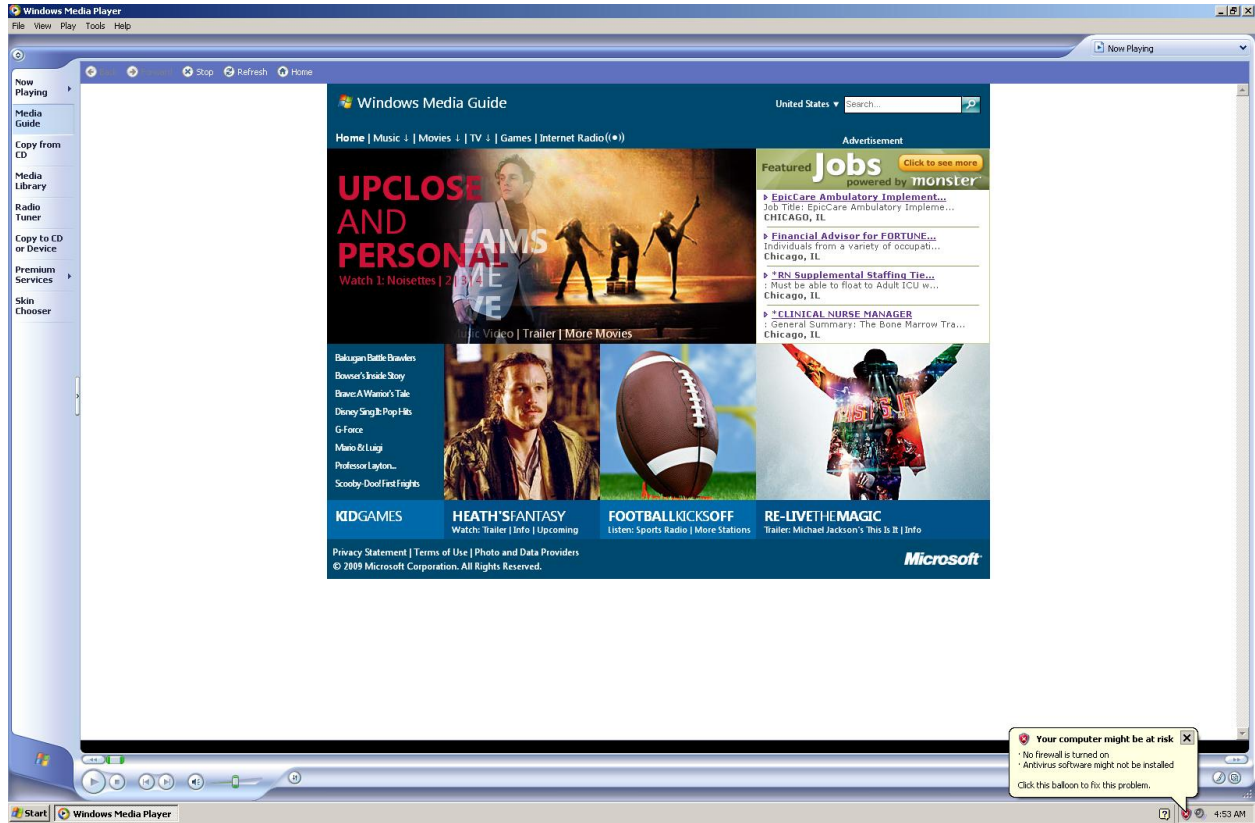 Windows Media Player
File View Play Tools Help
Now Playing
Stop Refresh Home
Now
Playing
Media
Guide
Copy from
CD
Media
Library
Radio
Tuner
Copy to CD
or Device
Premium
Services
Skin
Chooser
Windows Media Guide
United States Search...
Home | Music ↓ | Movies ↓ | TV ↓ | Games | Internet Radio((●))
Advertisement
UPCLOSE
AND
PERSONAL
Watch 1: Noisettes | 2 | 3 | 4
Video | Trailer | More Movies
Featured Jobs Click to see more
powered by monster
EpicCare Ambulatory Implement...
Job Title: EpicCare Ambulatory Impleme...
CHICAGO, IL
Financial Advisor for FORTUNE...
Individuals from a variety of occupati...
Chicago, IL
*RN Supplemental Staffing Tie...
: Must be able to float to Adult ICU w...
Chicago, IL
*CLINICAL NURSE MANAGER
: General Summary: The Bone Marrow Tra...
Chicago, IL
Bakugan Battle Brawlers
Bowser's Inside Story
Brave: A Warrior's Tale
Disney Sing It: Pop Hits
G-Force
Mario & Luigi
Professor Layton...
Scooby-Doo! First Frights
KIDGAMES
HEATH'SFANTASY
Watch: Trailer | Info | Upcoming
FOOTBALLKICKSOFF
Listen: Sports Radio | More Stations
RE-LIVETHEMAGIC
Trailer: Michael Jackson's This Is It | Info
Privacy Statement | Terms of Use | Photo and Data Providers
© 2009 Microsoft Corporation. All Rights Reserved.
Microsoft
Your computer might be at risk
· No firewall is turned on
· Antivirus software might not be installed
Click this balloon to fix this problem.
Start Windows Media Player 4:53 AM